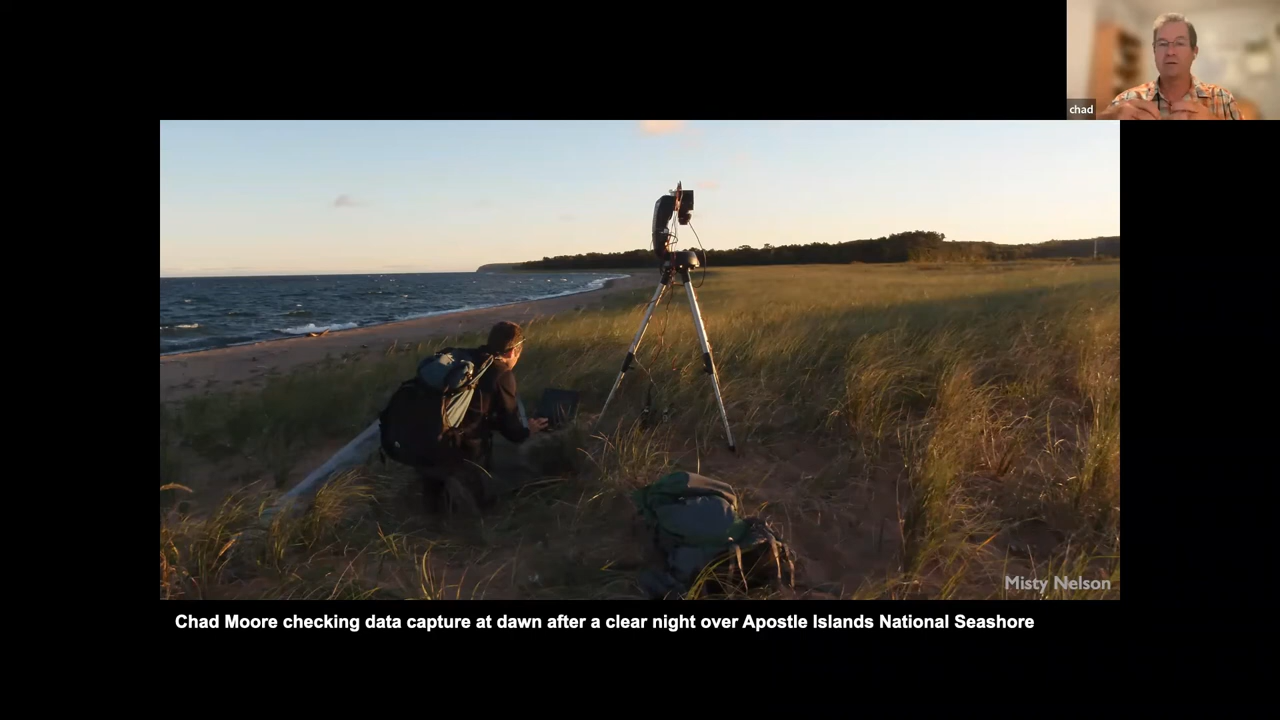 chad
Misty Nelson
Chad Moore checking data capture at dawn after a clear night over Apostle Islands National Seashore